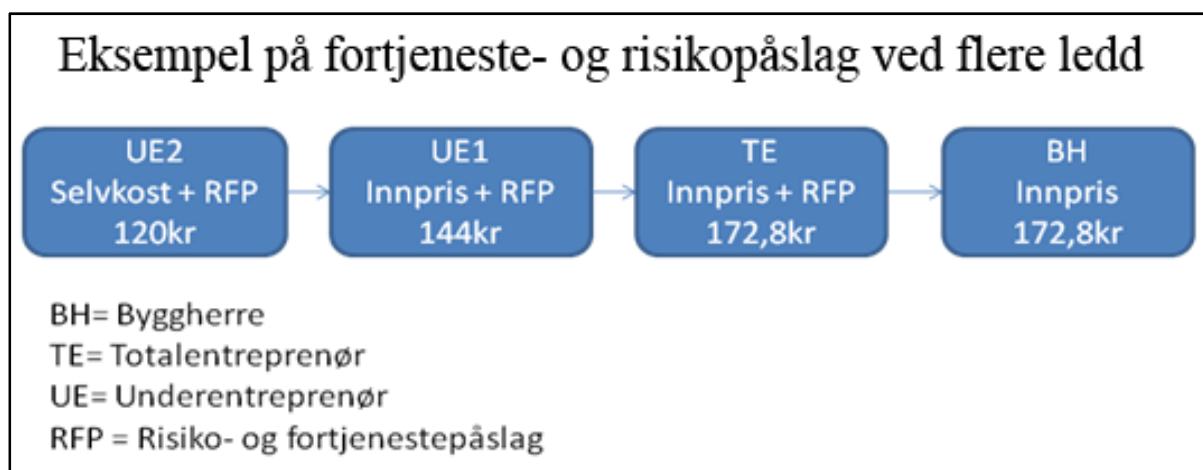 Eksempel på fortjeneste- og risikopåslag ved flere ledd
UE2
Selvkost + RFP
120kr
UE1
Innpris + RFP
144kr
TE
Innpris + RFP
172,8kr
BH
Innpris
172,8kr
BH= Byggherre
TE= Totalentreprenør
UE= Underentreprenør
RFP = Risiko- og fortjenestepåslag